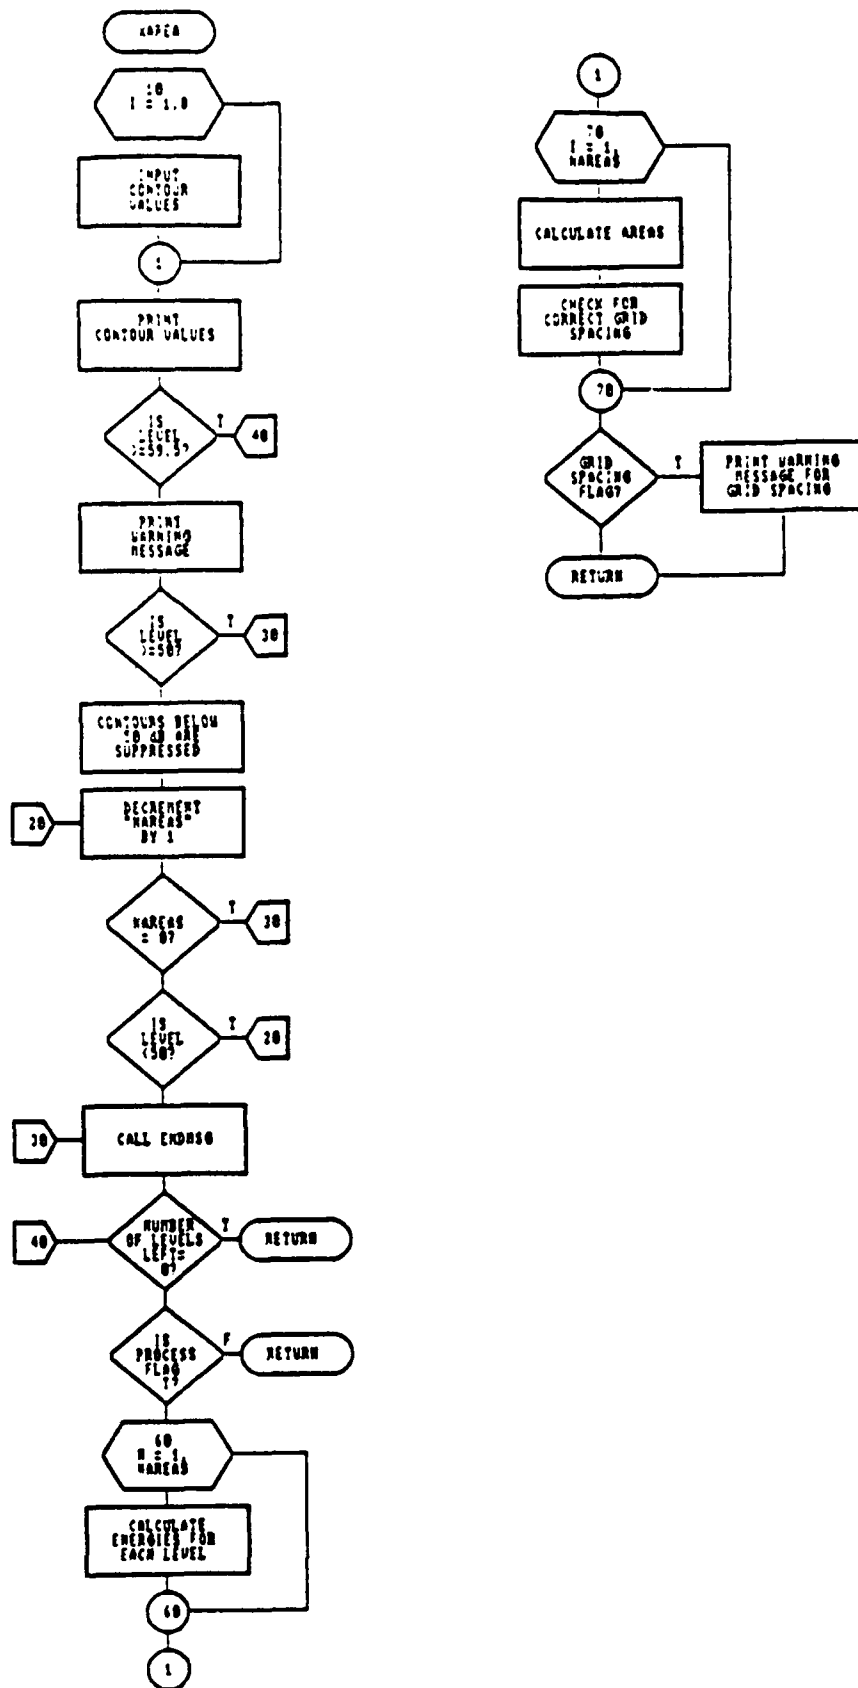 XAREA
10
I = 1,8
INPUT
CONTOUR
VALUES
1
PRINT
CONTOUR VALUES
IS
LEVEL
>=59.5?
T
40
PRINT
WARNING
MESSAGE
IS
LEVEL
>=50?
T
30
CONTOURS BELOW
50 dB ARE
SUPPRESSED
20
DECREMENT
"NAREAS"
BY 1
NAREAS
= 0?
T
30
IS
LEVEL
<50?
T
20
30
CALL ENDMSG
40
NUMBER
OF LEVELS
LEFT=
0?
T
RETURN
IS
PROCESS
FLAG
T?
F
RETURN
60
N = 1,
NAREAS
CALCULATE
ENERGIES FOR
EACH LEVEL
60
1
1
70
I = 1,
NAREAS
CALCULATE AREAS
CHECK FOR
CORRECT GRID
SPACING
70
GRID
SPACING
FLAG?
T
PRINT WARNING
MESSAGE FOR
GRID SPACING
RETURN